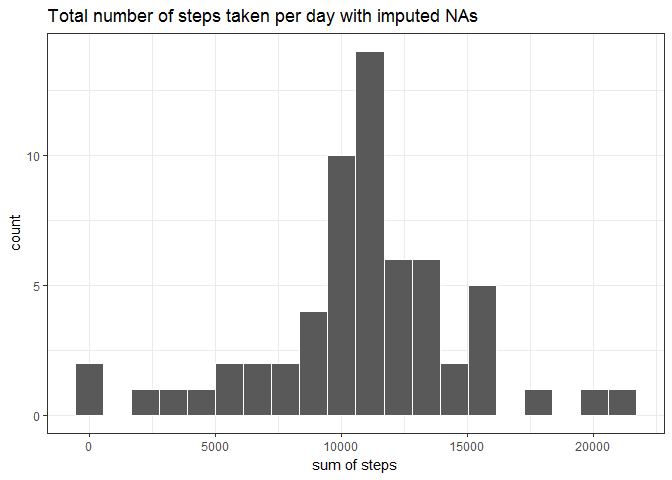 Total number of steps taken per day with imputed NAs
count
10
5
0
0 5000 10000 15000 20000
sum of steps